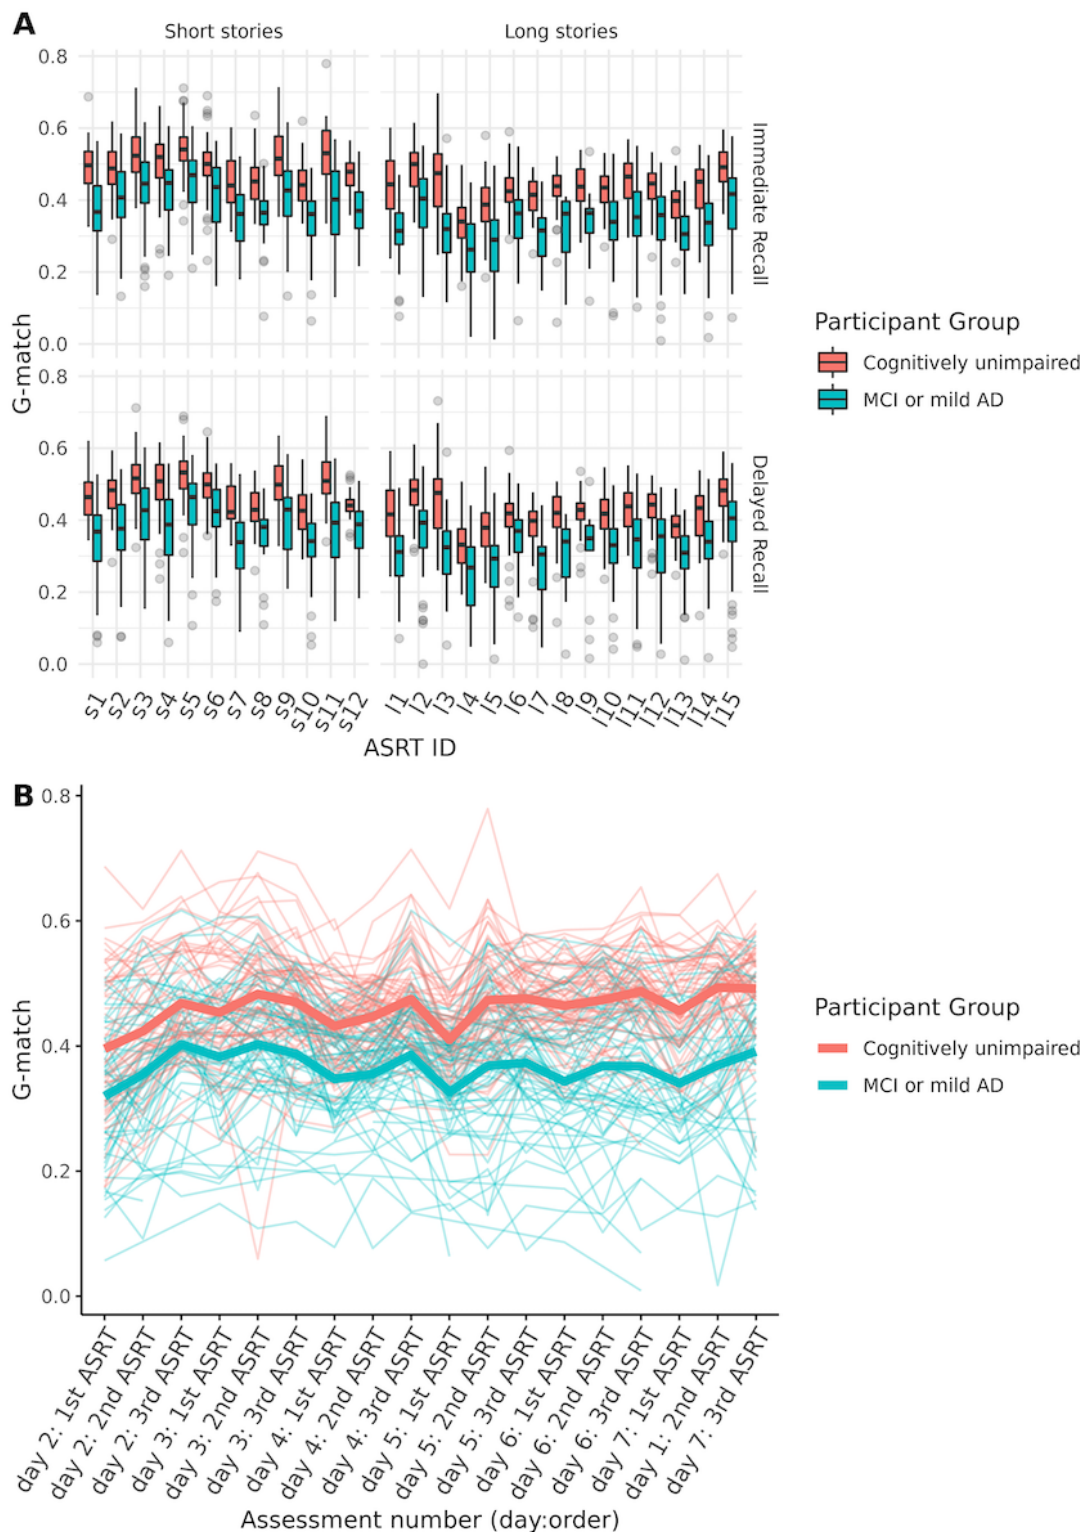 A
Short stories
Long stories
0.8
0.6
0.4
0.2
0.0
Immediate Recall
G-match
0.8
0.6
0.4
0.2
0.0
Delayed Recall
s1 s2 s3 s4 s5 s6 s7 s8 s9 s10 s11 s12
l1 l2 l3 l4 l5 l6 l7 l8 l9 l10 l11 l12 l13 l14 l15
ASRT ID
Participant Group
Cognitively unimpaired
MCI or mild AD
B
0.8
0.6
0.4
0.2
0.0
G-match
Participant Group
Cognitively unimpaired
MCI or mild AD
day 2: 1st ASRT
day 2: 2nd ASRT
day 2: 3rd ASRT
day 3: 1st ASRT
day 3: 2nd ASRT
day 3: 3rd ASRT
day 4: 1st ASRT
day 4: 2nd ASRT
day 4: 3rd ASRT
day 5: 1st ASRT
day 5: 2nd ASRT
day 5: 3rd ASRT
day 6: 1st ASRT
day 6: 2nd ASRT
day 6: 3rd ASRT
day 7: 1st ASRT
day 1: 2nd ASRT
day 7: 3rd ASRT
Assessment number (day:order)